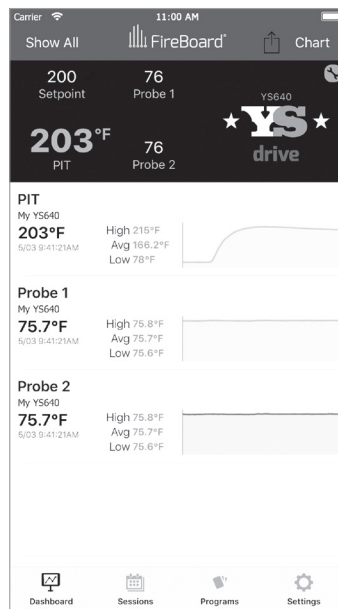 Carrier 11:00 AM
Show All FireBoard® Chart
200 76
Setpoint Probe 1
YS640
203°F 76
PIT Probe 2
YS
drive
PIT
My YS640
203°F
5/03 9:41:21AM
High 215°F
Avg 166.2°F
Low 78°F
Probe 1
My YS640
75.7°F
5/03 9:41:21AM
High 75.8°F
Avg 75.7°F
Low 75.6°F
Probe 2
My YS640
75.7°F
5/03 9:41:21AM
High 75.8°F
Avg 75.7°F
Low 75.6°F
Dashboard Sessions Programs Settings